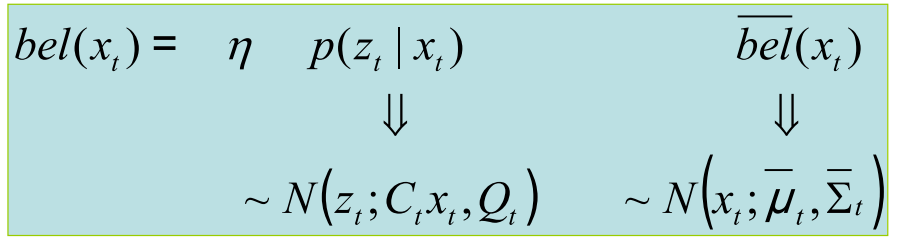 bel(x_t) = η p(z_t | x_t) \overline{bel}(x_t)
⇓ ⇓
~ N(z_t; C_t x_t, Q_t) ~ N(x_t; \overline{μ}_t, \overline{Σ}_t)